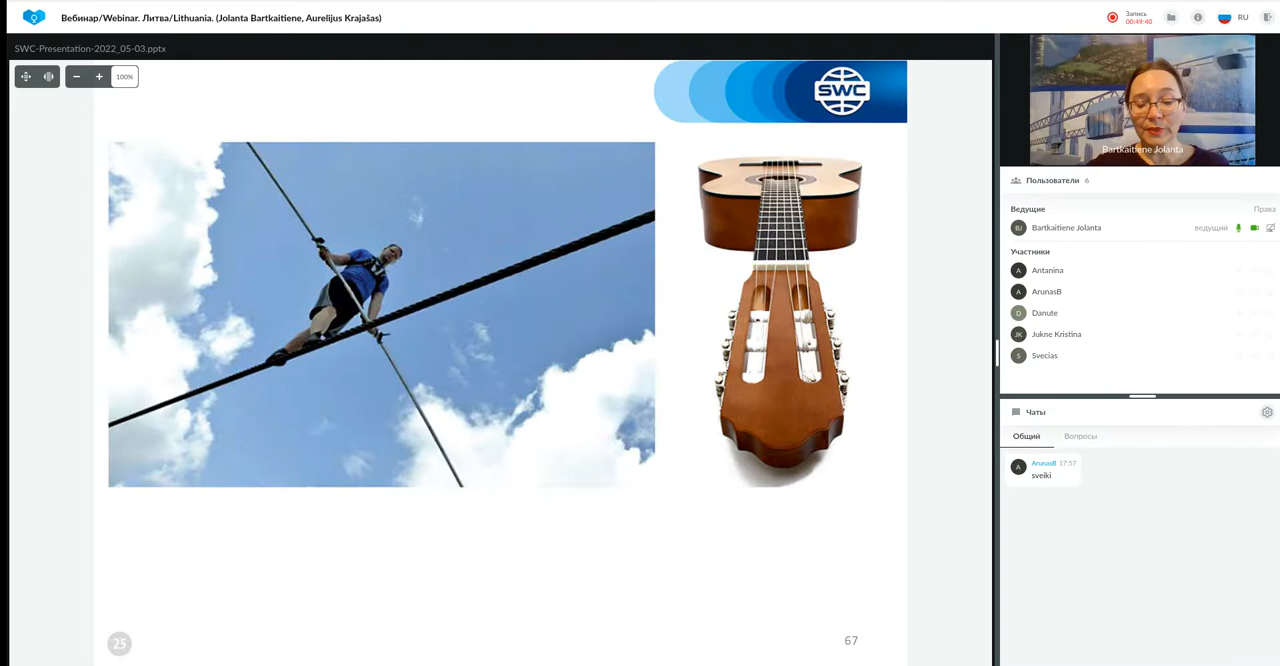 Вебинар/Webinar. Литва/Lithuania. (Jolanta Bartkaitiene, Aurelijus Krajašas)
Запись
00:49:40
RU
SWC-Presentation-2022_05-03.pptx
100%
SWC
25
67
Bartkaitiene Jolanta
Пользователи 6
Ведущие
Права
BJ
Bartkaitiene Jolanta
ведущий
Участники
A
Antanina
A
ArunasB
D
Danute
JK
Jukne Kristina
S
Svecias
Чаты
Общий
Вопросы
A
ArunasB 17:57
sveiki